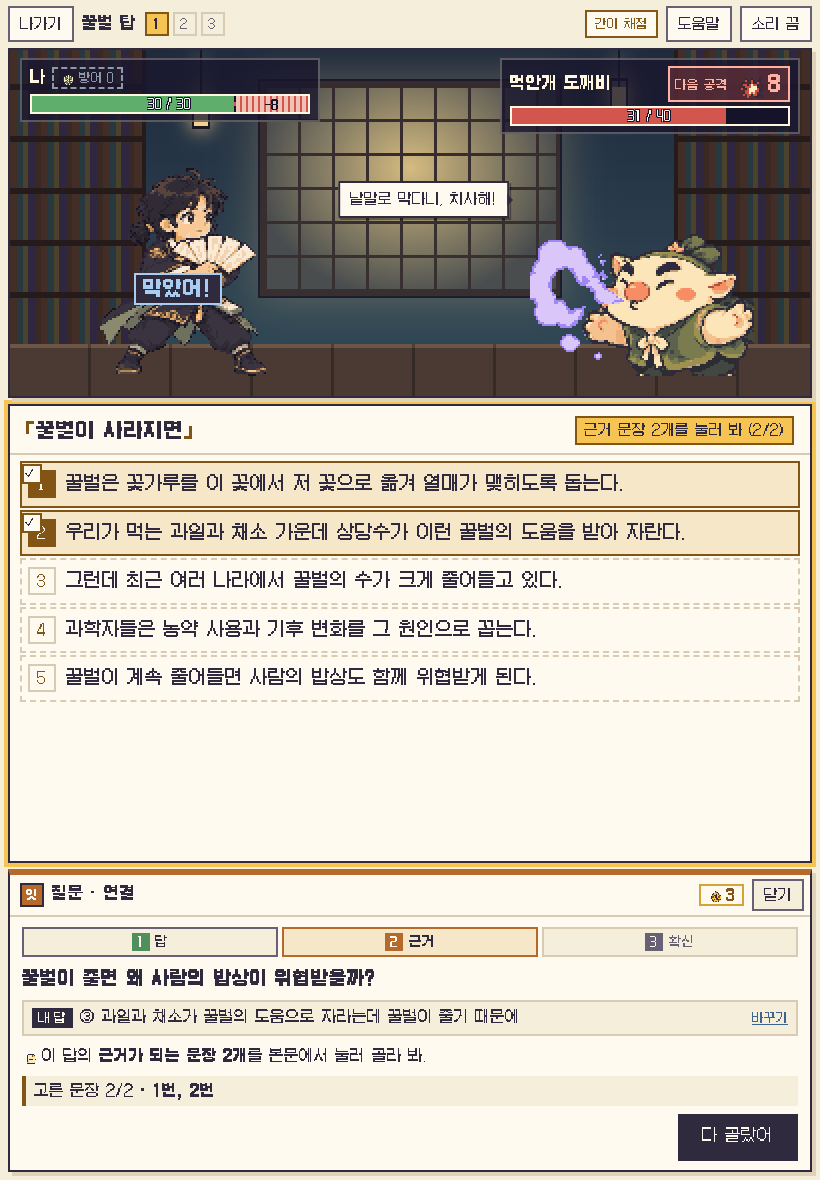 나가기 꿀벌 탑 1 2 3 간이 채점 도움말 소리 끔
나 방어 0
30 / 30 -8
먹안개 도깨비 다음 공격 8
31 / 40
낱말로 막다니, 치사해!
막았어!
「꿀벌이 사라지면」 근거 문장 2개를 눌러 봐 (2/2)
1 꿀벌은 꽃가루를 이 꽃에서 저 꽃으로 옮겨 열매가 맺히도록 돕는다.
2 우리가 먹는 과일과 채소 가운데 상당수가 이런 꿀벌의 도움을 받아 자란다.
3 그런데 최근 여러 나라에서 꿀벌의 수가 크게 줄어들고 있다.
4 과학자들은 농약 사용과 기후 변화를 그 원인으로 꼽는다.
5 꿀벌이 계속 줄어들면 사람의 밥상도 함께 위협받게 된다.
잇 질문 · 연결 3 닫기
1 답 2 근거 3 확신
꿀벌이 줄면 왜 사람의 밥상이 위협받을까?
내 답 ③ 과일과 채소가 꿀벌의 도움으로 자라는데 꿀벌이 줄기 때문에 바꾸기
이 답의 근거가 되는 문장 2개를 본문에서 눌러 골라 봐.
고른 문장 2/2 · 1번, 2번
다 골랐어